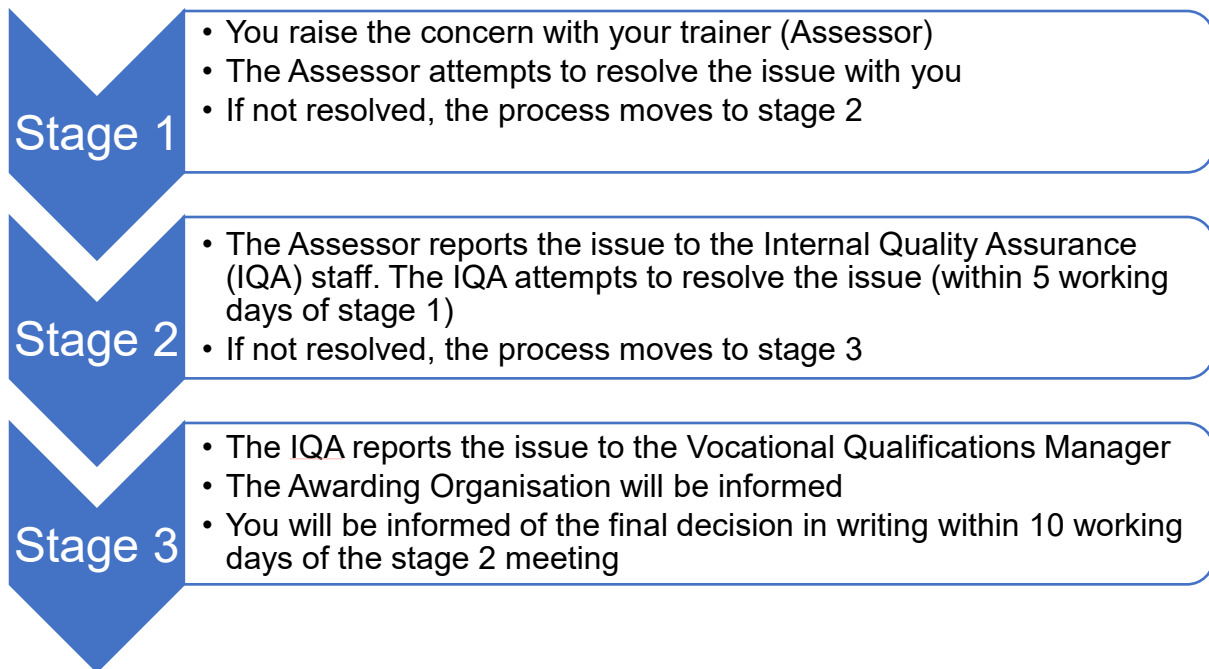 Stage 1
• You raise the concern with your trainer (Assessor)
• The Assessor attempts to resolve the issue with you
• If not resolved, the process moves to stage 2
Stage 2
• The Assessor reports the issue to the Internal Quality Assurance
(IQA) staff. The IQA attempts to resolve the issue (within 5 working
days of stage 1)
• If not resolved, the process moves to stage 3
Stage 3
• The IQA reports the issue to the Vocational Qualifications Manager
• The Awarding Organisation will be informed
• You will be informed of the final decision in writing within 10 working
days of the stage 2 meeting